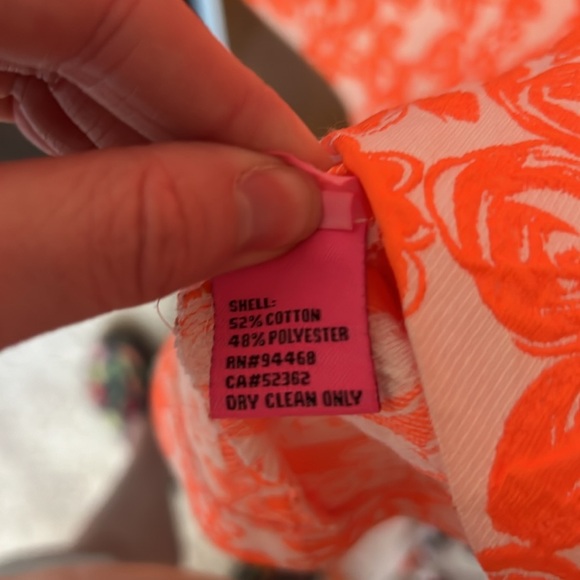 SHELL:
52% COTTON
48% POLYESTER
RN#94468
CA#52362
DRY CLEAN ONLY